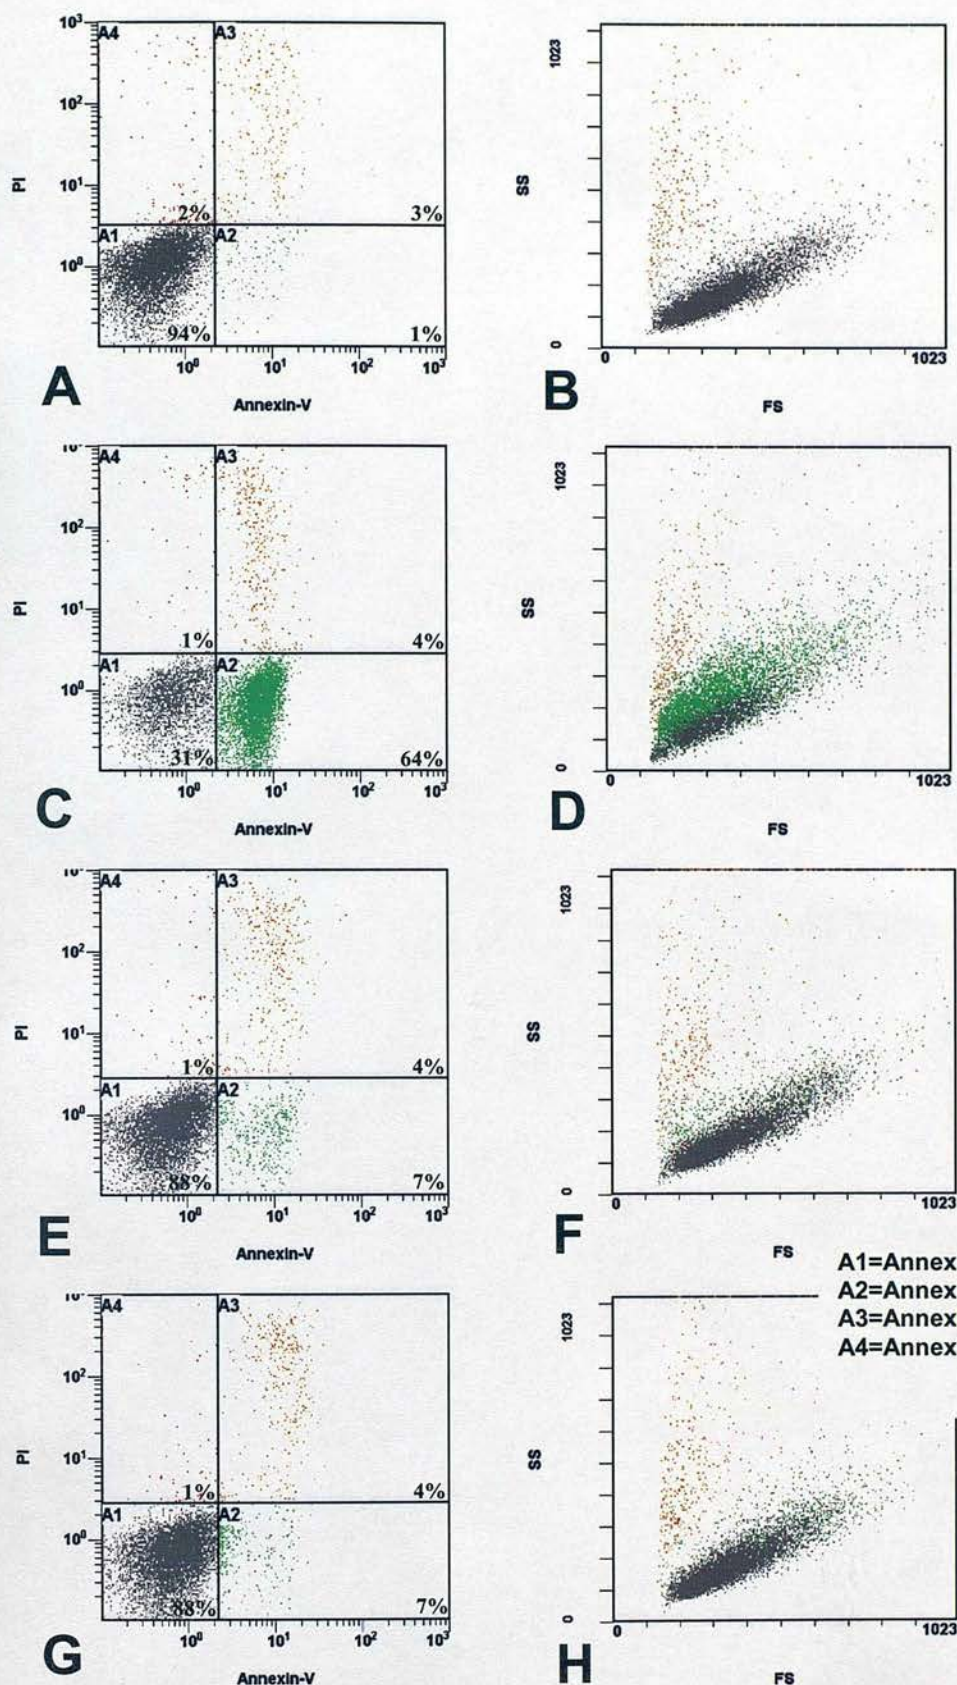 10³
A4
A3
10²
PI
10¹
2%
3%
A1
A2
10⁰
94%
1%
10⁰
10¹
10²
10³
A
Annexin-V
1023
SS
0
0
1023
B
FS
A4
A3
10²
PI
10¹
1%
4%
A1
A2
10⁰
31%
64%
10⁰
10¹
10²
10³
C
Annexin-V
1023
SS
0
0
1023
D
FS
A4
A3
10²
PI
10¹
1%
4%
A1
A2
10⁰
88%
7%
10⁰
10¹
10²
10³
E
Annexin-V
1023
SS
0
0
1023
F
FS
A1=Annex
A2=Annex
A3=Annex
A4=Annex
A4
A3
10²
PI
10¹
1%
4%
A1
A2
10⁰
88%
7%
10⁰
10¹
10²
10³
G
Annexin-V
1023
SS
0
0
1023
H
FS